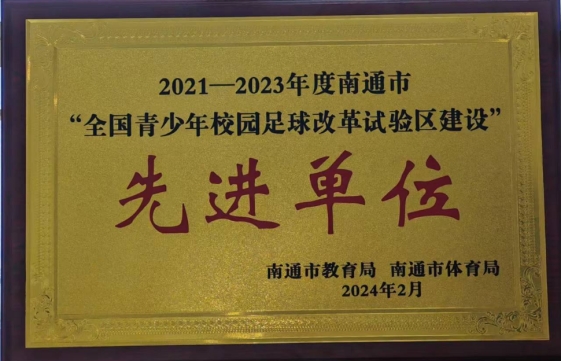 2021—2023年度南通市
“全国青少年校园足球改革试验区建设”
先进单位
南通市教育局 南通市体育局
2024年2月